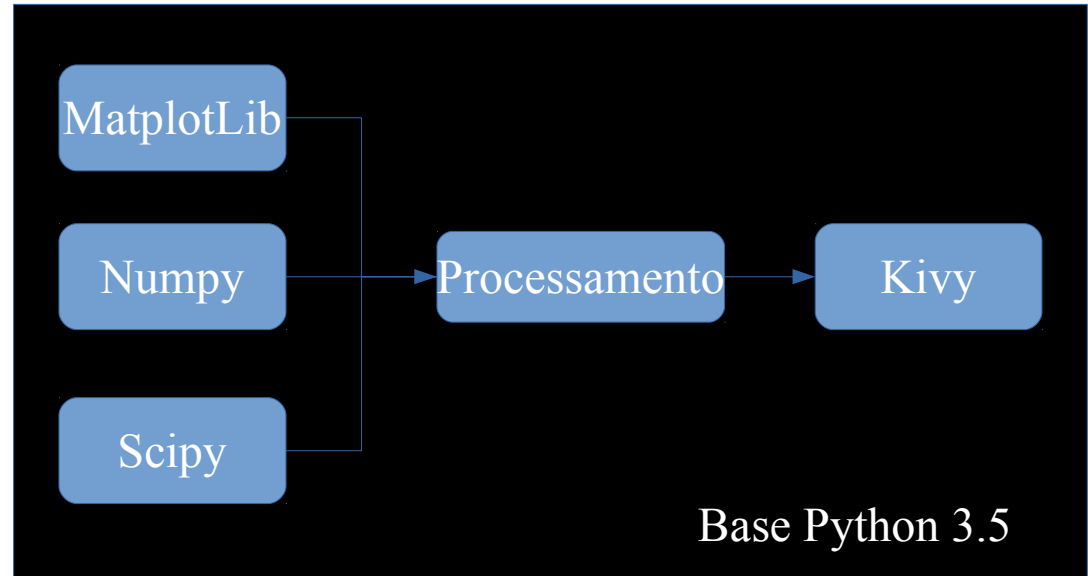 MatplotLib
Numpy
Processamento
Kivy
Scipy
Base Python 3.5